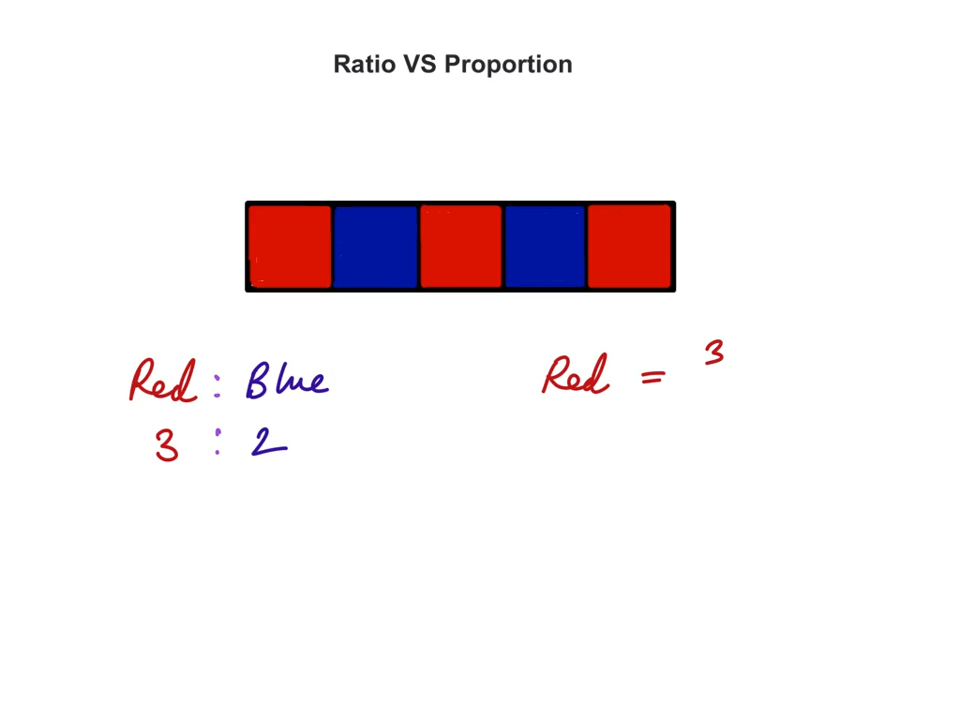 Ratio VS Proportion
Red : Blue
3 : 2
Red = 3